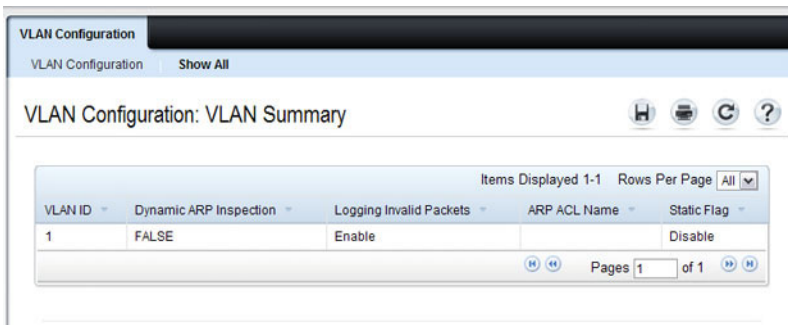 VLAN Configuration
VLAN Configuration Show All
VLAN Configuration: VLAN Summary
Items Displayed 1-1 Rows Per Page All
VLAN ID Dynamic ARP Inspection Logging Invalid Packets ARP ACL Name Static Flag
1 FALSE Enable Disable
Pages 1 of 1